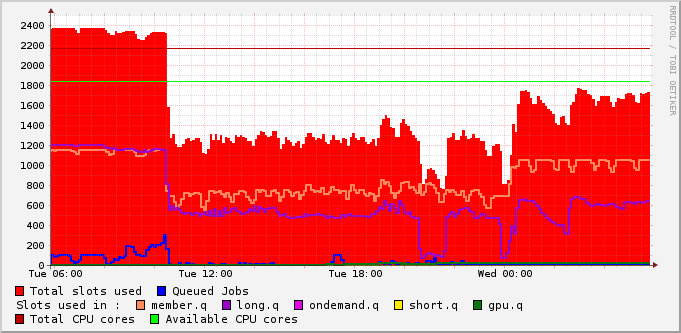 2400
2200
2000
1800
1600
1400
1200
1000
800
600
400
200
0
Tue 06:00 Tue 12:00 Tue 18:00 Wed 00:00
RRDTOOL / TOBI OETIKER
Total slots used Queued Jobs
Slots used in : member.q long.q ondemand.q short.q gpu.q
Total CPU cores Available CPU cores